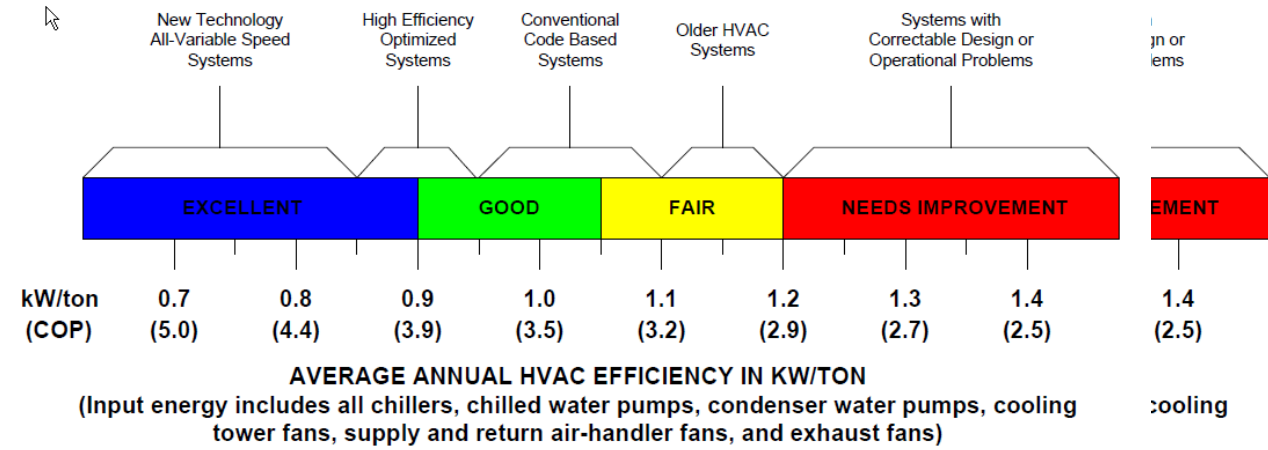 New Technology
All-Variable Speed
Systems
High Efficiency
Optimized
Systems
Conventional
Code Based
Systems
Older HVAC
Systems
Systems with
Correctable Design or
Operational Problems
gn or
lems
EXCELLENT
GOOD
FAIR
NEEDS IMPROVEMENT
EMENT
kW/ton 0.7 0.8 0.9 1.0 1.1 1.2 1.3 1.4 1.4
(COP) (5.0) (4.4) (3.9) (3.5) (3.2) (2.9) (2.7) (2.5) (2.5)
AVERAGE ANNUAL HVAC EFFICIENCY IN KW/TON
(Input energy includes all chillers, chilled water pumps, condenser water pumps, cooling cooling
tower fans, supply and return air-handler fans, and exhaust fans)